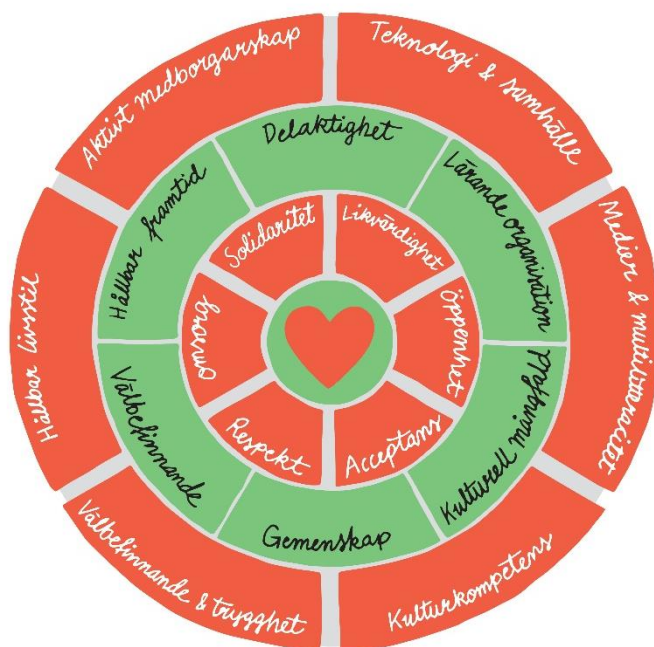 Aktivt medborgarskap
Teknologi & samhälle
Medier & multilitteracitet
Kulturkompetens
Välbefinnande & trygghet
Hållbar livsstil
Delaktighet
Lärande organisation
Kulturell mångfald
Gemenskap
Välbefinnande
Hållbar framtid
Solidaritet
Likvärdighet
Öppenhet
Acceptans
Respekt
Omsorg